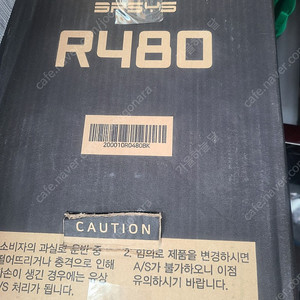 R480
200010R0480BK
CAUTION
소비자의 과실로 운반 중
떨어뜨리거나 충격으로 인해
파손이 생긴 경우에는 유상
A/S 처리가 됩니다.
2. 임의로 제품을 변경하시면
A/S가 불가하오니 이점
유의하시기 바랍니다.